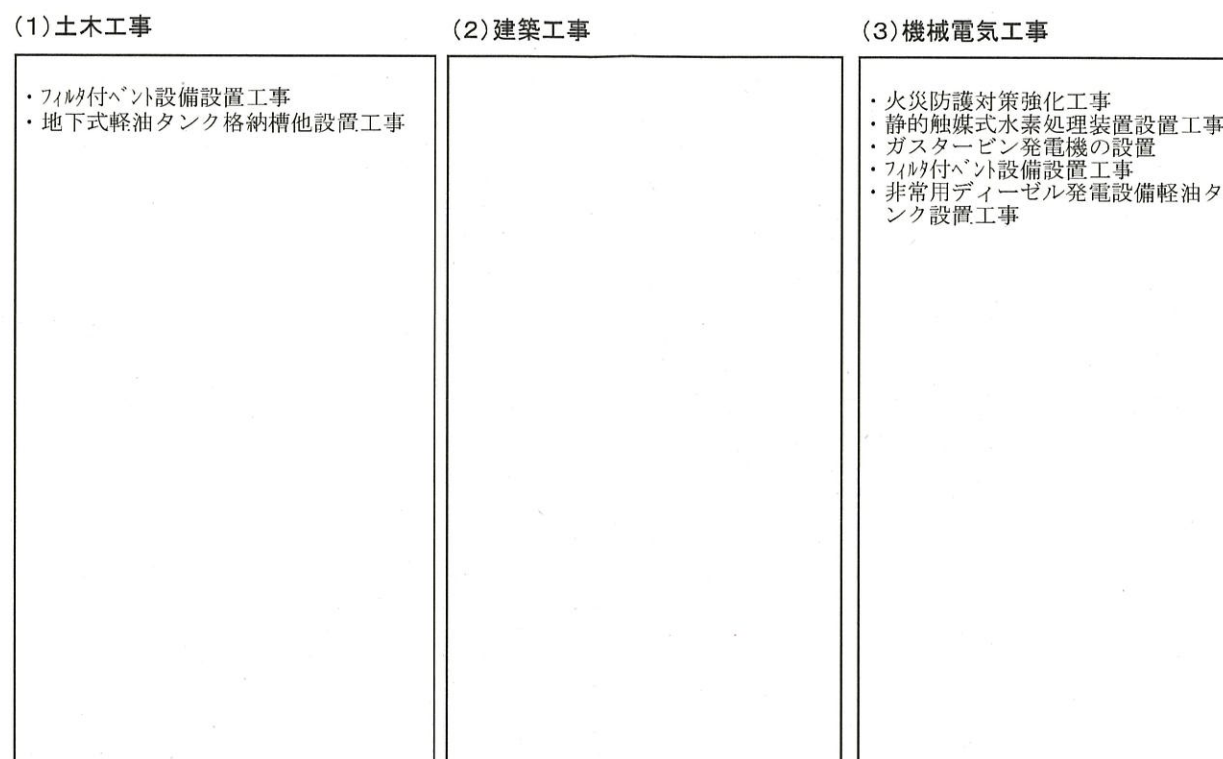 (1)土木工事
・ﾌｨﾙﾀ付ﾍﾞﾝﾄ設備設置工事
・地下式軽油タンク格納槽他設置工事
(2)建築工事
(3)機械電気工事
・火災防護対策強化工事
・静的触媒式水素処理装置設置工事
・ガスタービン発電機の設置
・ﾌｨﾙﾀ付ﾍﾞﾝﾄ設備設置工事
・非常用ディーゼル発電設備軽油タ
ンク設置工事